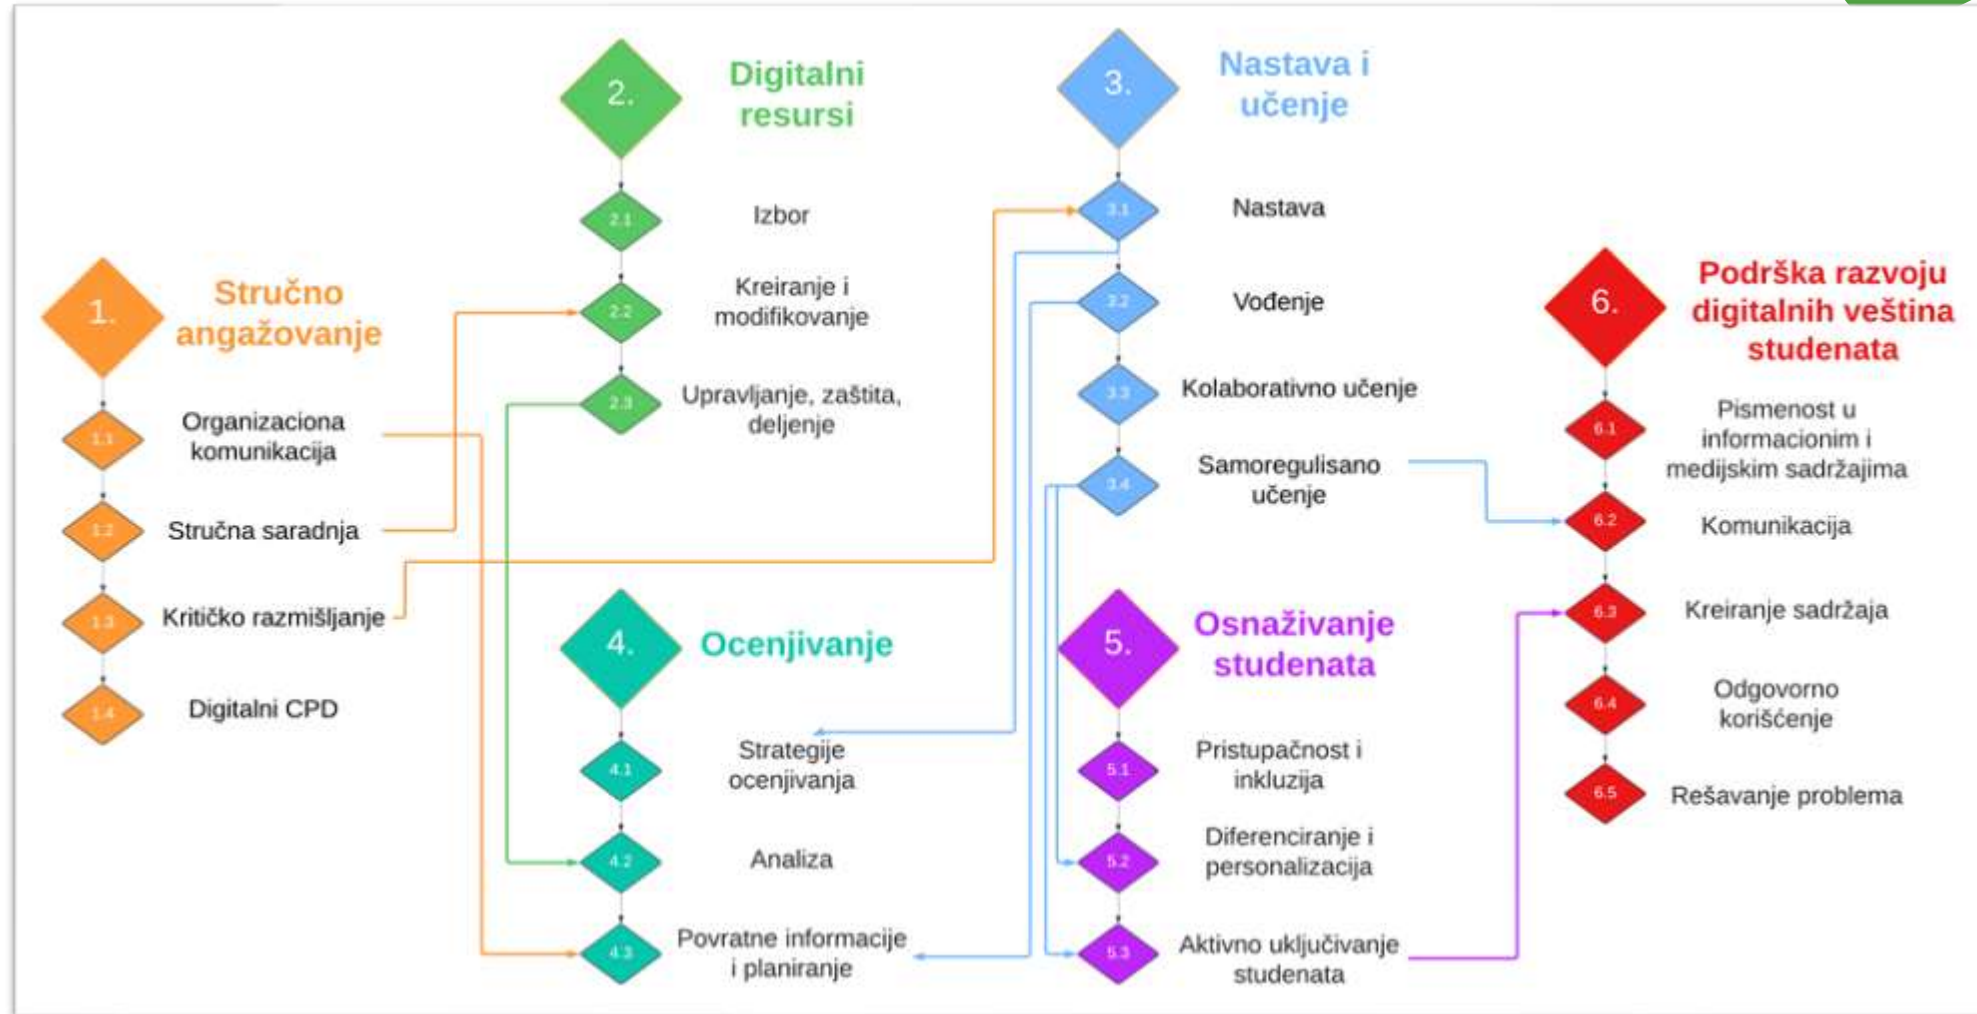 1.
Stručno
angažovanje
1.1
Organizaciona
komunikacija
1.2
Stručna saradnja
1.3
Kritičko razmišljanje
1.4
Digitalni CPD
2.
Digitalni
resursi
2.1
Izbor
2.2
Kreiranje i
modifikovanje
2.3
Upravljanje, zaštita,
deljenje
3.
Nastava i
učenje
3.1
Nastava
3.2
Vođenje
3.3
Kolaborativno učenje
3.4
Samoregulisano
učenje
4.
Ocenjivanje
4.1
Strategije
ocenjivanja
4.2
Analiza
4.3
Povratne informacije
i planiranje
5.
Osnaživanje
studenata
5.1
Pristupačnost i
inkluzija
5.2
Diferenciranje i
personalizacija
5.3
Aktivno uključivanje
studenata
6.
Podrška razvoju
digitalnih veština
studenata
6.1
Pismenost u
informacionim i
medijskim sadržajima
6.2
Komunikacija
6.3
Kreiranje sadržaja
6.4
Odgovorno
korišćenje
6.5
Rešavanje problema